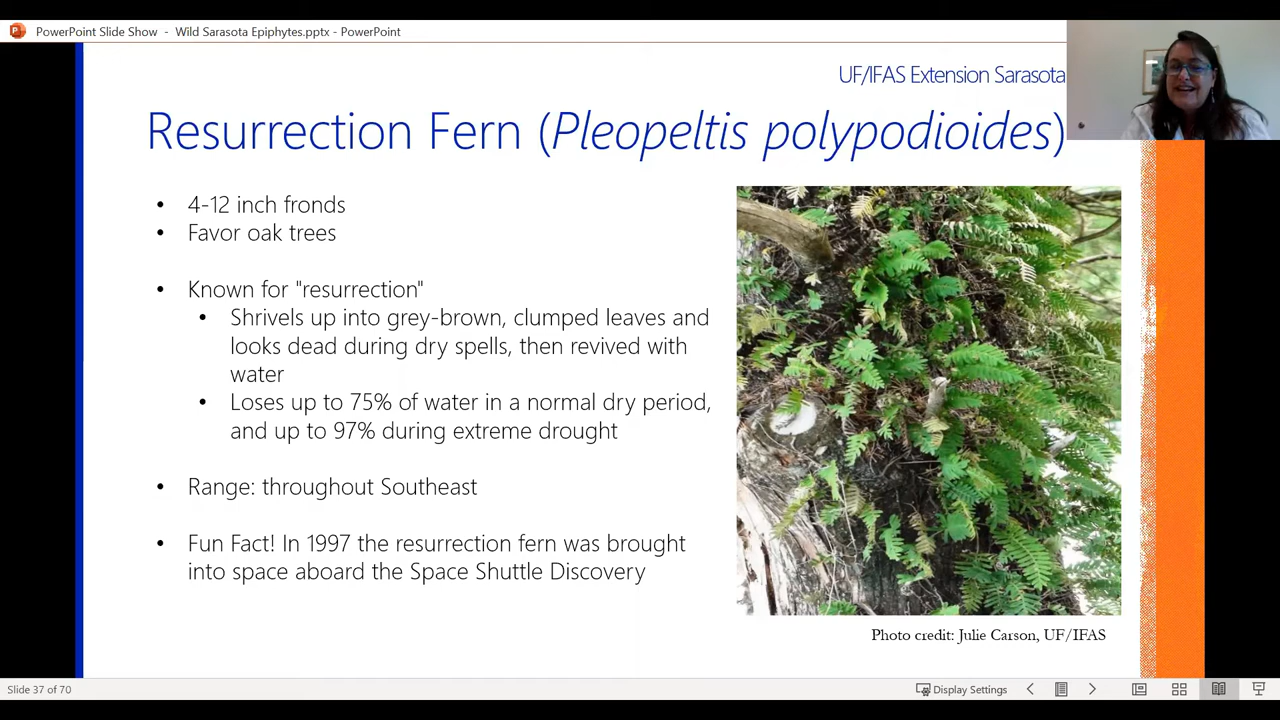 PowerPoint Slide Show - Wild Sarasota Epiphytes.pptx - PowerPoint
UF/IFAS Extension Sarasota
Resurrection Fern (Pleopeltis polypodioides)
• 4-12 inch fronds
• Favor oak trees
• Known for "resurrection"
• Shrivels up into grey-brown, clumped leaves and
looks dead during dry spells, then revived with
water
• Loses up to 75% of water in a normal dry period,
and up to 97% during extreme drought
• Range: throughout Southeast
• Fun Fact! In 1997 the resurrection fern was brought
into space aboard the Space Shuttle Discovery
Photo credit: Julie Carson, UF/IFAS
Slide 37 of 70
Display Settings